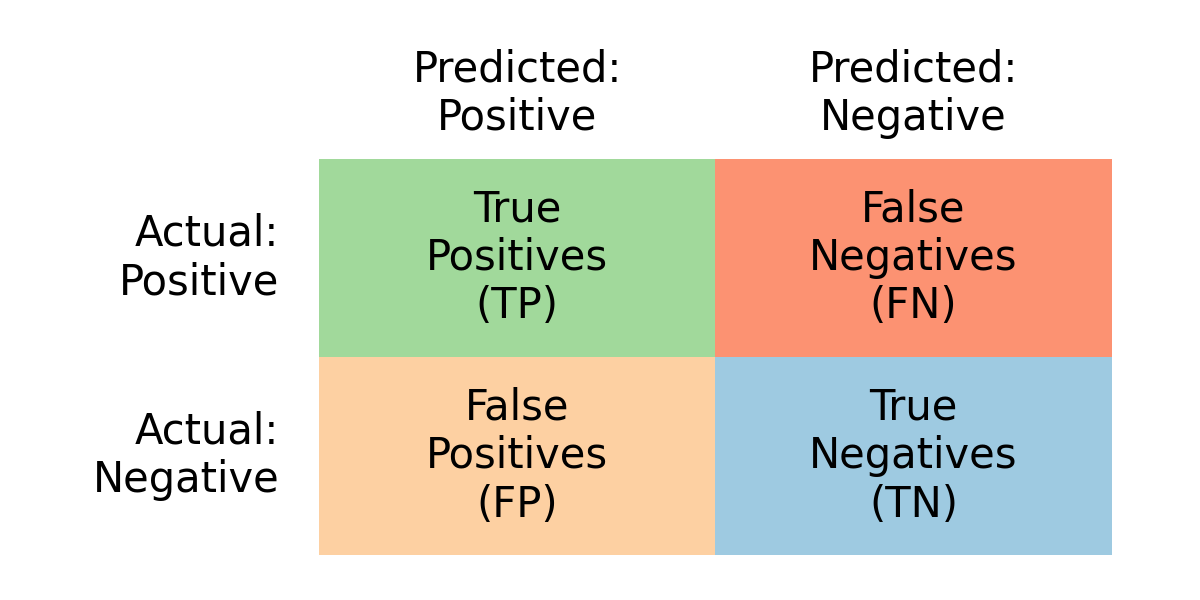 Predicted:
Positive
Predicted:
Negative
Actual:
Positive
True
Positives
(TP)
False
Negatives
(FN)
Actual:
Negative
False
Positives
(FP)
True
Negatives
(TN)